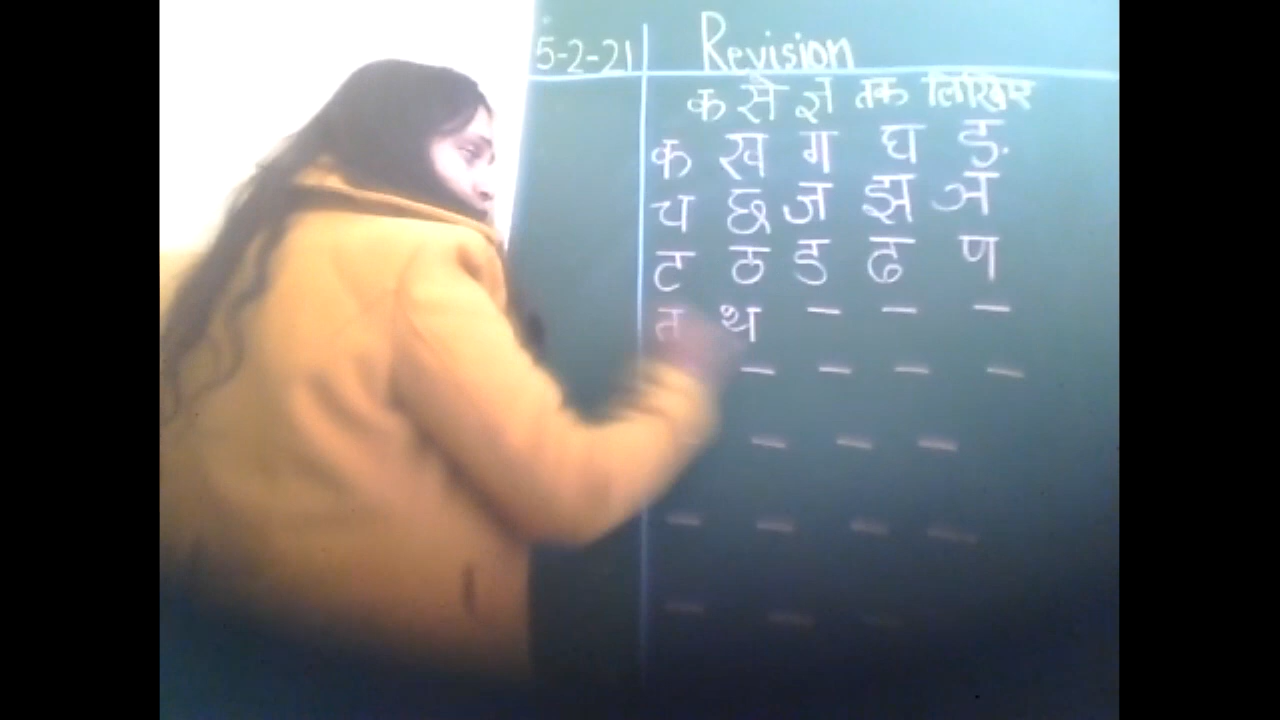 5-2-21 Revision
क से ज्ञ तक लिखिए
क ख ग घ ङ
च छ ज झ ञ
ट ठ ड ढ ण
त थ — — —
— — — —
— — —
— — — —
— — —